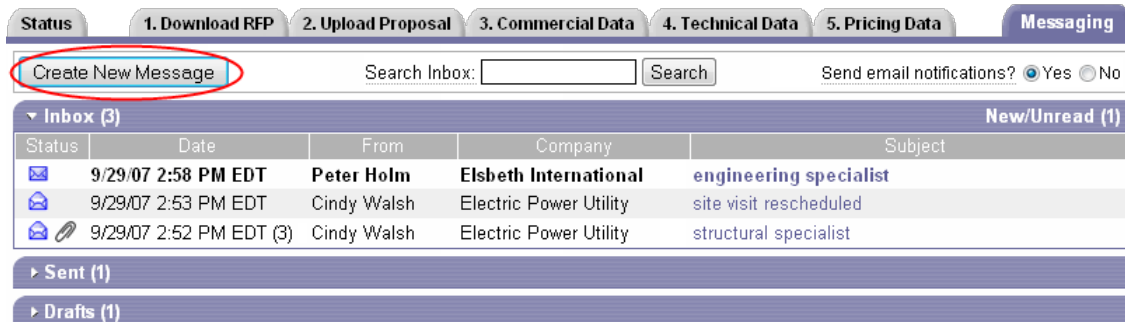 Status 1. Download RFP 2. Upload Proposal 3. Commercial Data 4. Technical Data 5. Pricing Data Messaging
Create New Message Search Inbox: Search Send email notifications? Yes No
Inbox (3) New/Unread (1)
Status Date From Company Subject
9/29/07 2:58 PM EDT Peter Holm Elsbeth International engineering specialist
9/29/07 2:53 PM EDT Cindy Walsh Electric Power Utility site visit rescheduled
9/29/07 2:52 PM EDT (3) Cindy Walsh Electric Power Utility structural specialist
Sent (1)
Drafts (1)